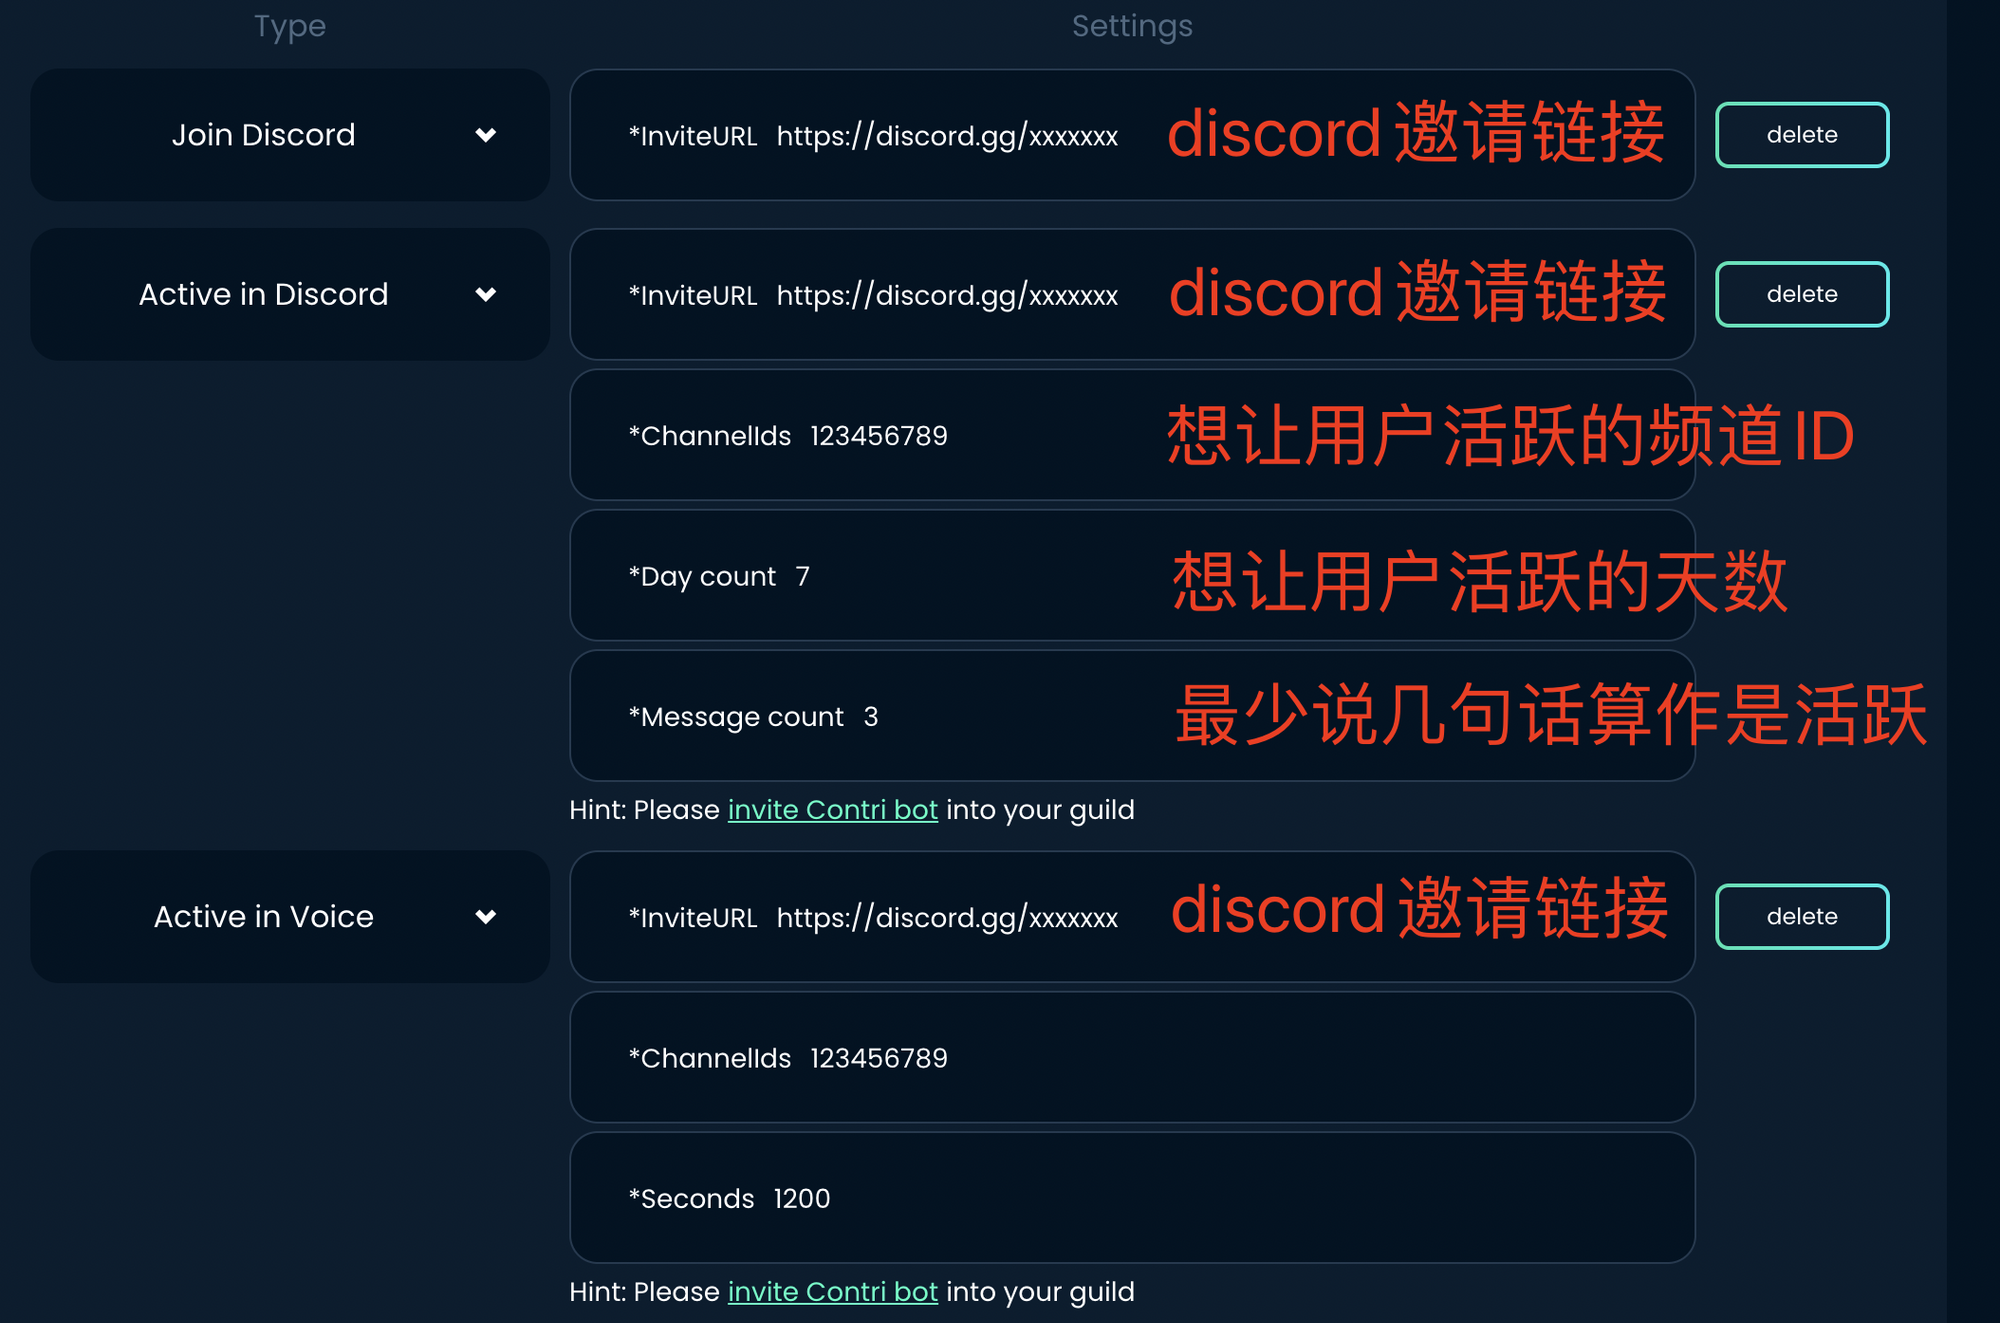 Type Settings
Join Discord *InviteURL https://discord.gg/xxxxxxx discord 邀请链接 delete
Active in Discord *InviteURL https://discord.gg/xxxxxxx discord 邀请链接 delete
*ChannelIds 123456789 想让用户活跃的频道 ID
*Day count 7 想让用户活跃的天数
*Message count 3 最少说几句话算作是活跃
Hint: Please invite Contri bot into your guild
Active in Voice *InviteURL https://discord.gg/xxxxxxx discord 邀请链接 delete
*ChannelIds 123456789
*Seconds 1200
Hint: Please invite Contri bot into your guild